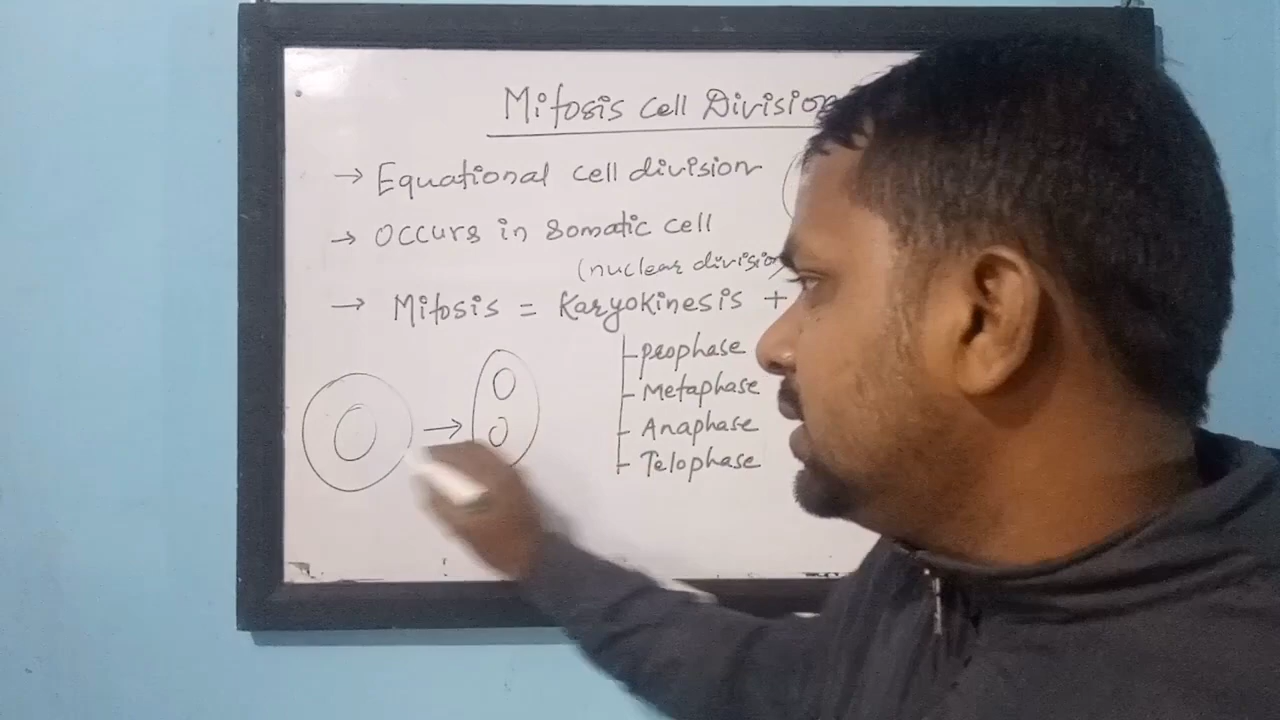 Mitosis Cell Division
→ Equational cell division
→ Occurs in somatic cell
(nuclear division
→ Mitosis = Karyokinesis +
Prophase
Metaphase
Anaphase
Telophase